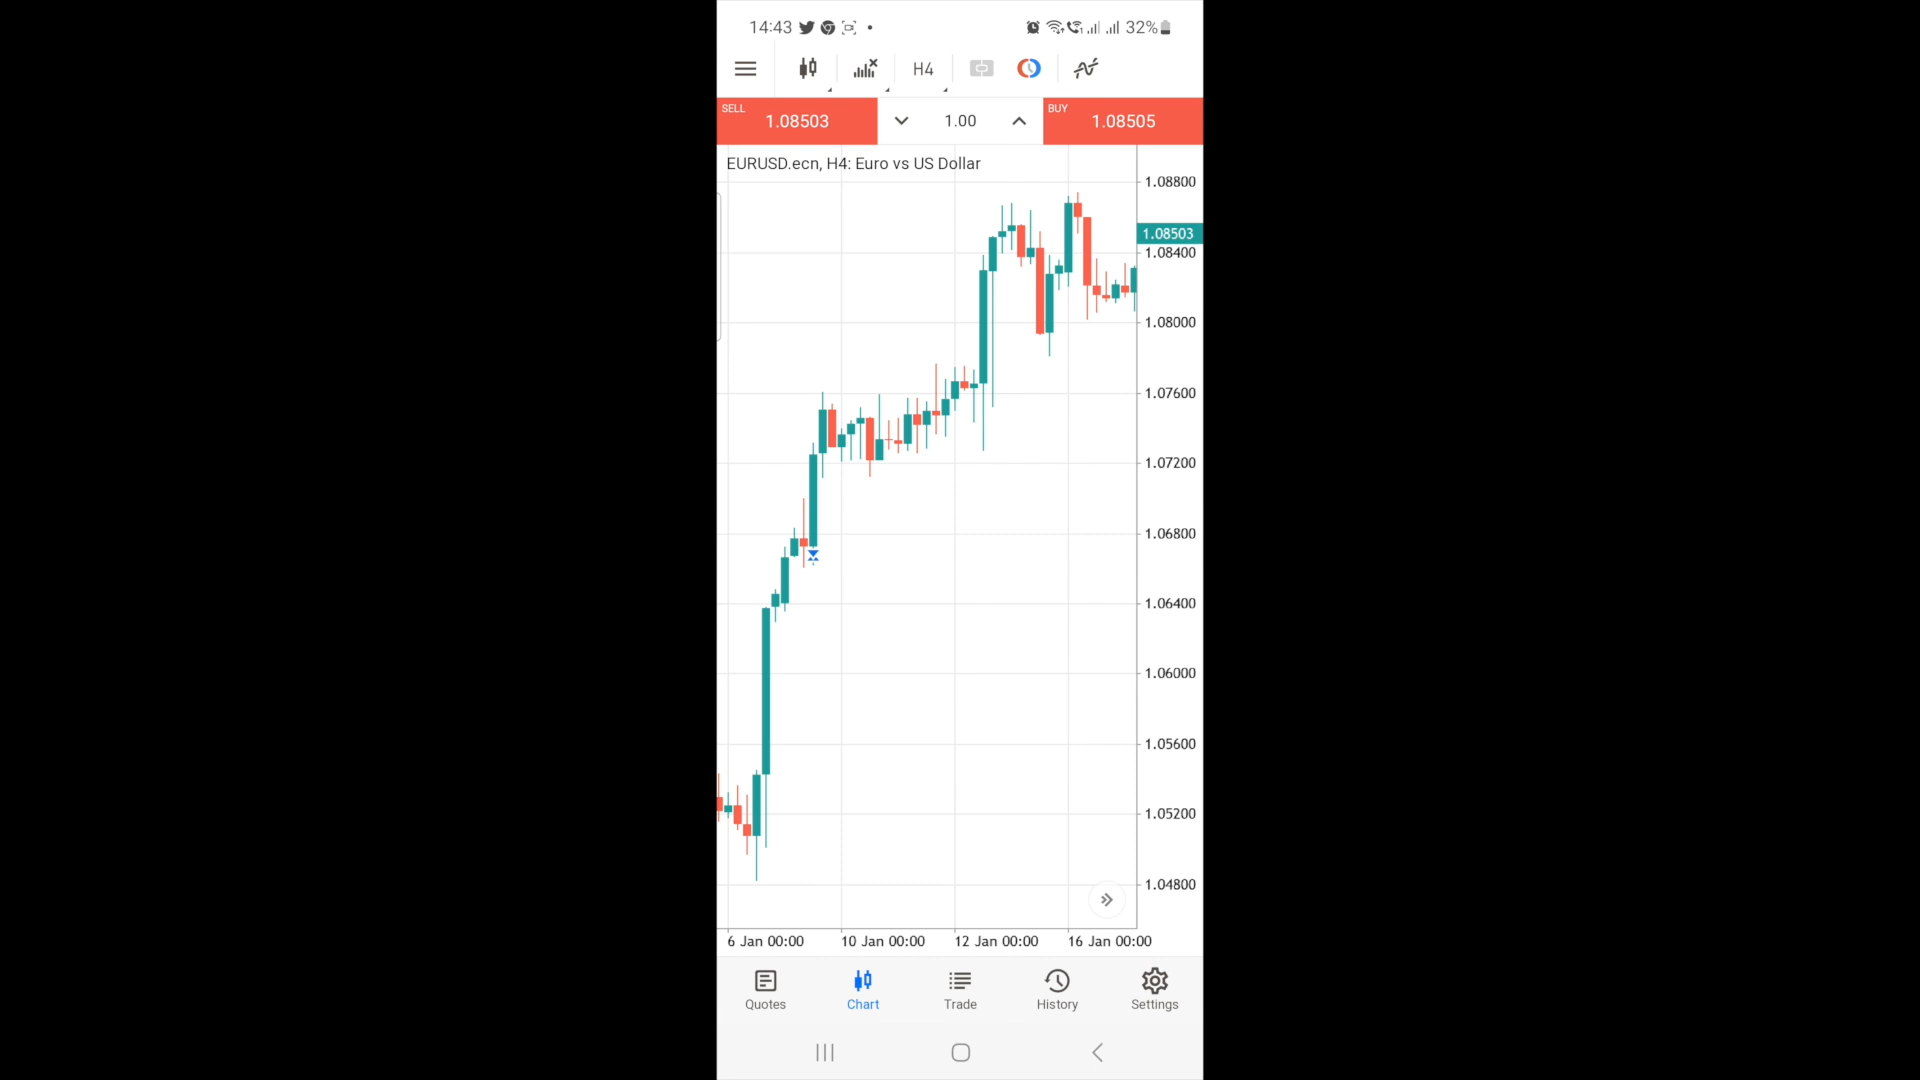 14:43 32%
H4
SELL 1.08503 1.00 BUY 1.08505
EURUSD.ecn, H4: Euro vs US Dollar
1.08800
1.08503
1.08400
1.08000
1.07600
1.07200
1.06800
1.06400
1.06000
1.05600
1.05200
1.04800
6 Jan 00:00 10 Jan 00:00 12 Jan 00:00 16 Jan 00:00
Quotes Chart Trade History Settings